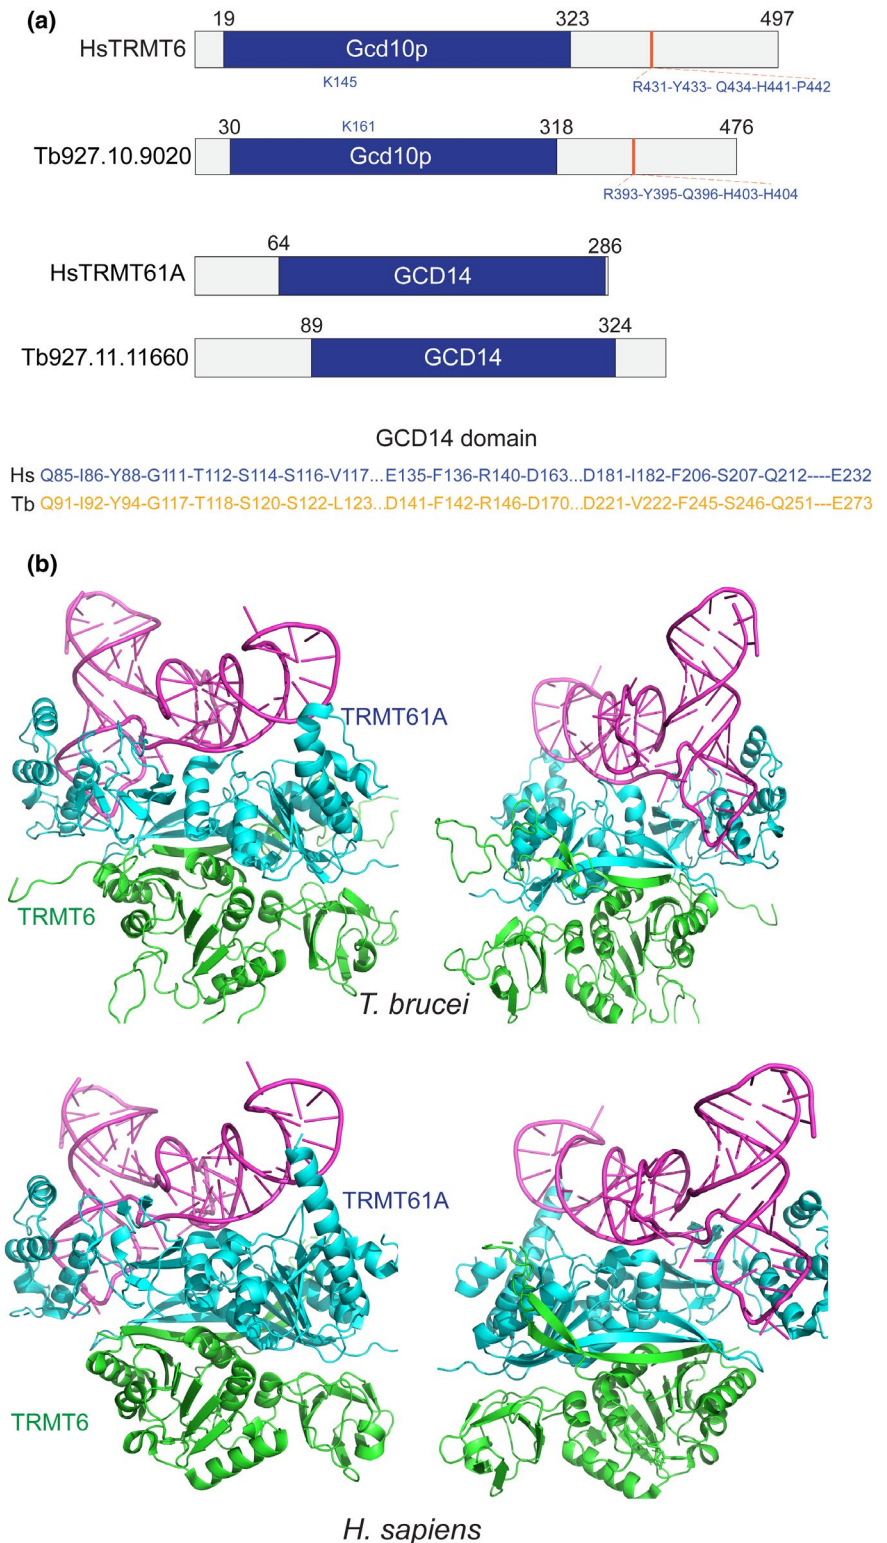 (a)
19 323 497
HsTRMT6 Gcd10p
K145
R431-Y433- Q434-H441-P442
30 K161 318 476
Tb927.10.9020 Gcd10p
R393-Y395-Q396-H403-H404
64 286
HsTRMT61A GCD14
89 324
Tb927.11.11660 GCD14
GCD14 domain
Hs Q85-I86-Y88-G111-T112-S114-S116-V117...E135-F136-R140-D163...D181-I182-F206-S207-Q212----E232
Tb Q91-I92-Y94-G117-T118-S120-S122-L123...D141-F142-R146-D170...D221-V222-F245-S246-Q251---E273
(b)
TRMT61A
TRMT6
T. brucei
TRMT61A
TRMT6
H. sapiens